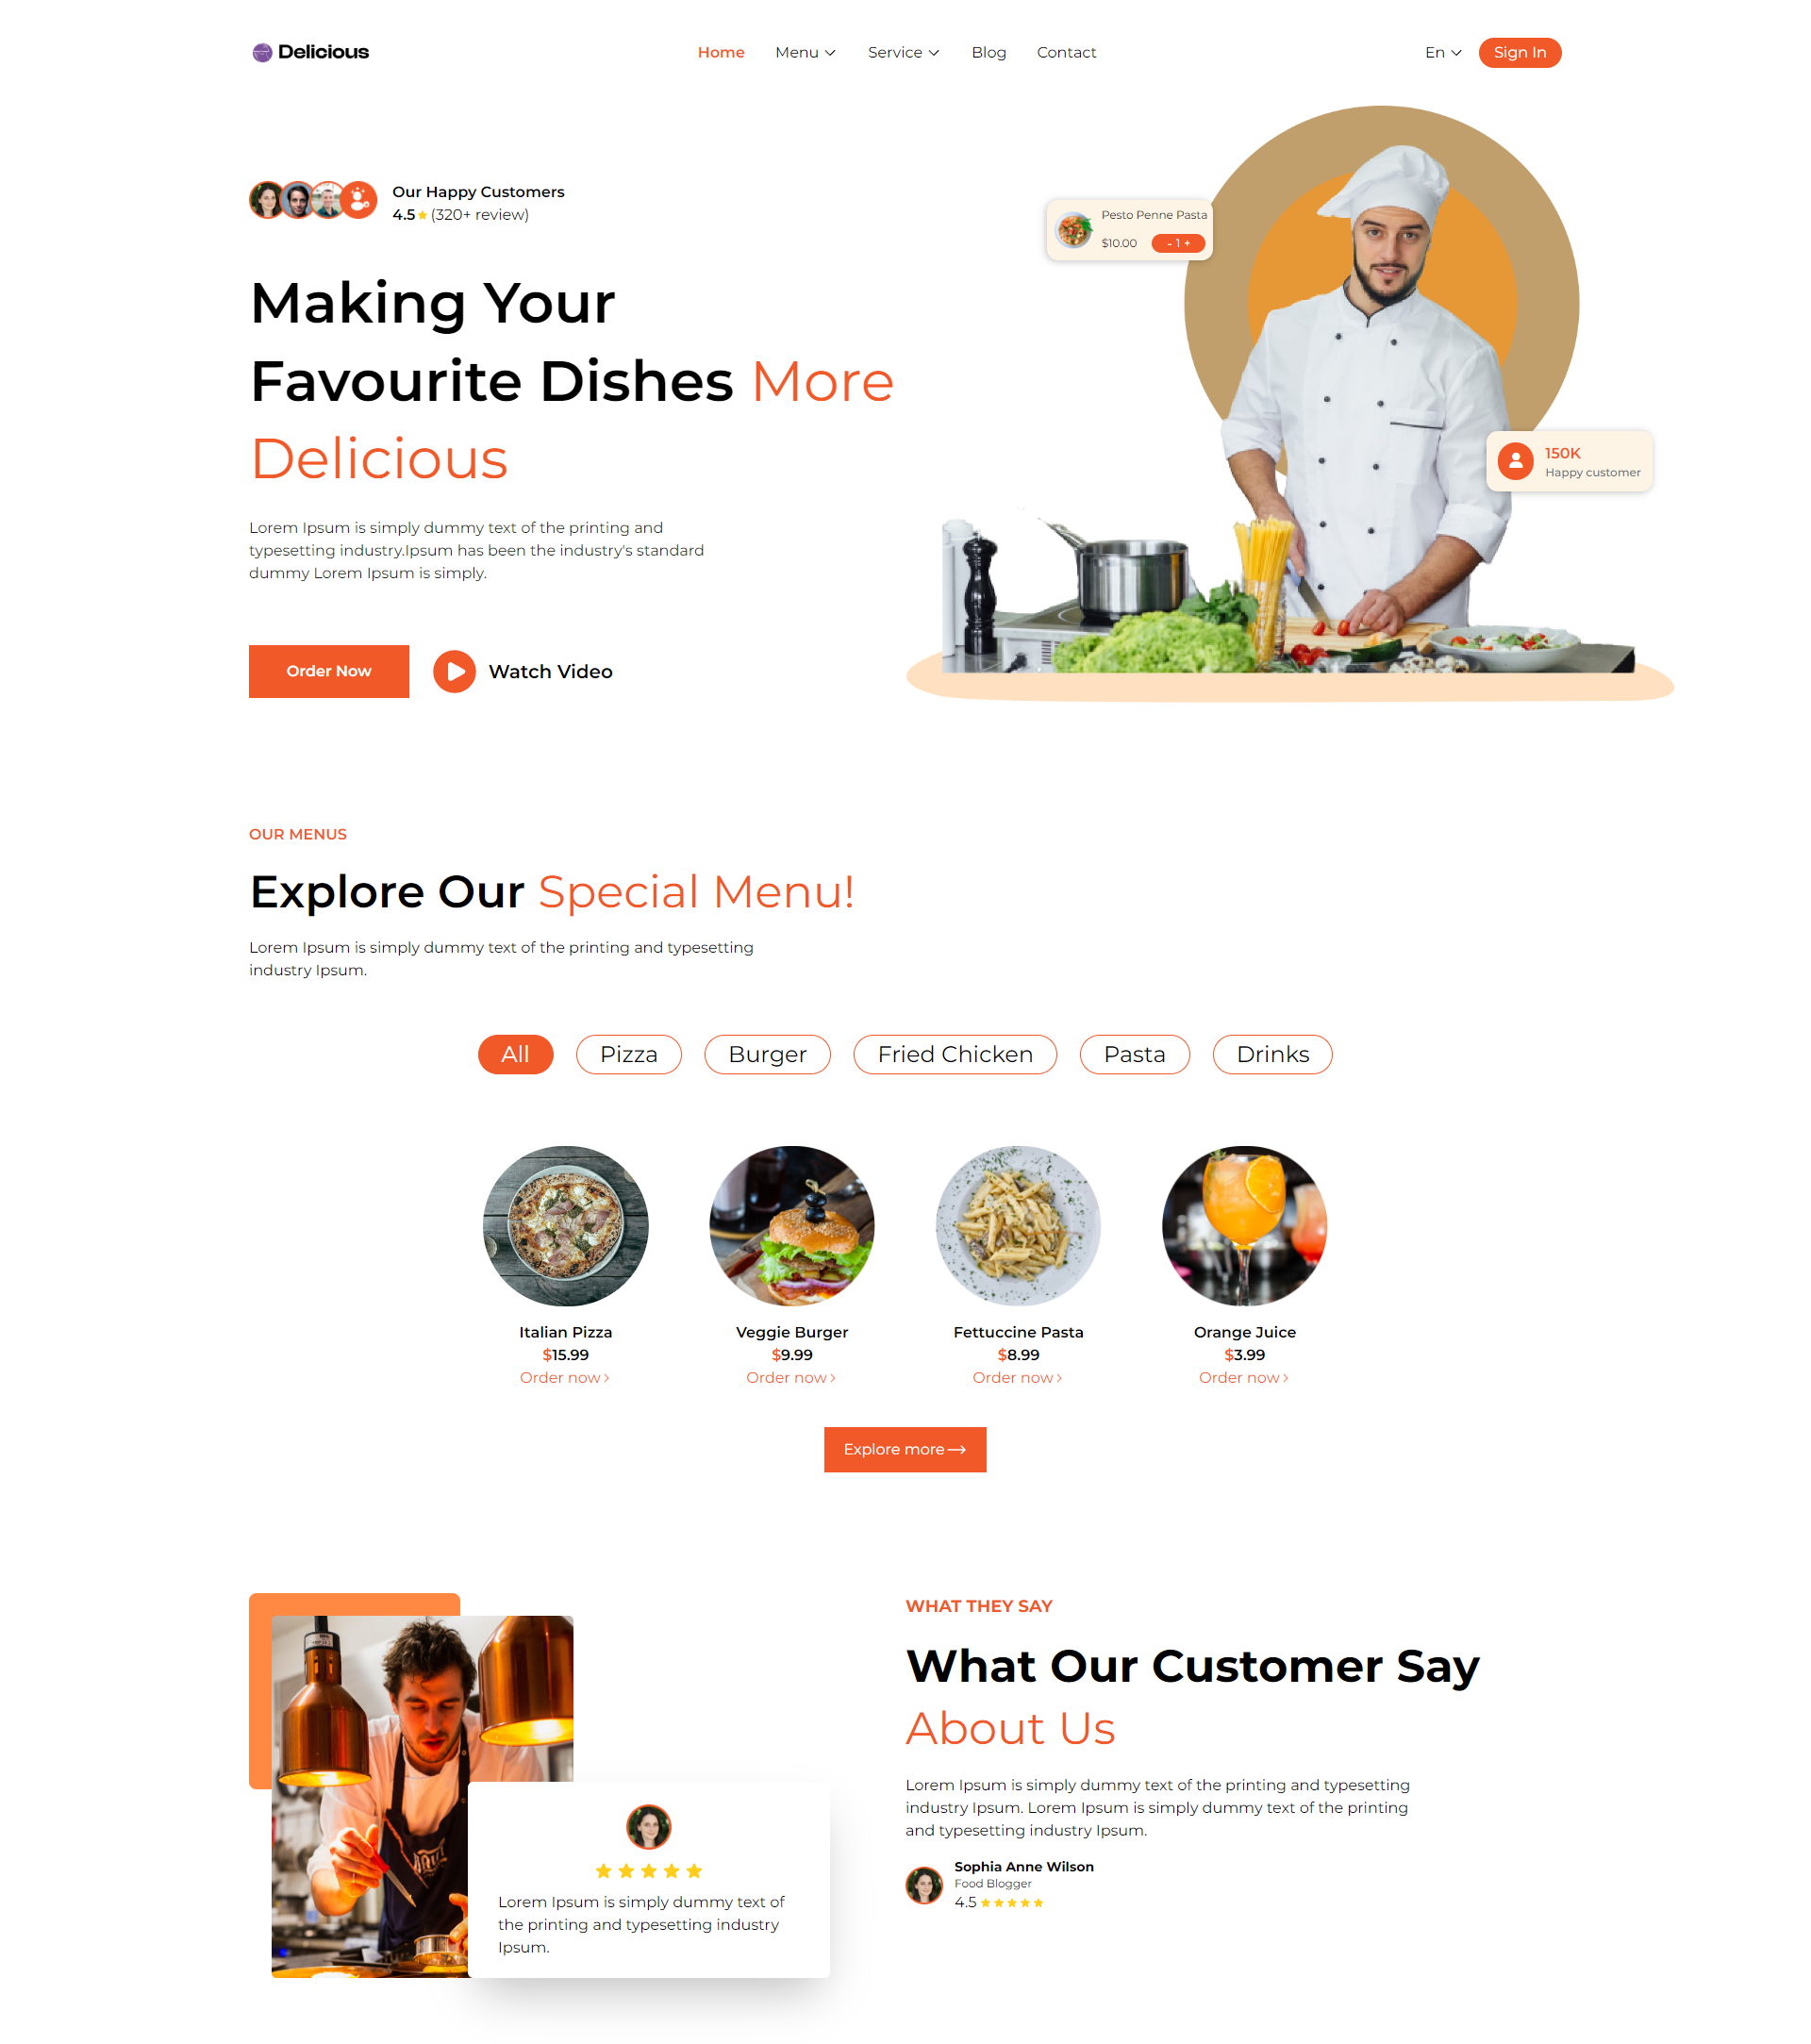 Delicious
Home
Menu
Service
Blog
Contact
En
Sign In
Our Happy Customers
4.5 (320+ review)
Making Your
Favourite Dishes More
Delicious
Lorem Ipsum is simply dummy text of the printing and
typesetting industry.Ipsum has been the industry's standard
dummy Lorem Ipsum is simply.
Order Now
Watch Video
Pesto Penne Pasta
$10.00
- 1 +
150K
Happy customer
OUR MENUS
Explore Our Special Menu!
Lorem Ipsum is simply dummy text of the printing and typesetting
industry Ipsum.
All
Pizza
Burger
Fried Chicken
Pasta
Drinks
Italian Pizza
$15.99
Order now
Veggie Burger
$9.99
Order now
Fettuccine Pasta
$8.99
Order now
Orange Juice
$3.99
Order now
Explore more
Lorem Ipsum is simply dummy text of
the printing and typesetting industry
Ipsum.
WHAT THEY SAY
What Our Customer Say
About Us
Lorem Ipsum is simply dummy text of the printing and typesetting
industry Ipsum. Lorem Ipsum is simply dummy text of the printing
and typesetting industry Ipsum.
Sophia Anne Wilson
Food Blogger
4.5